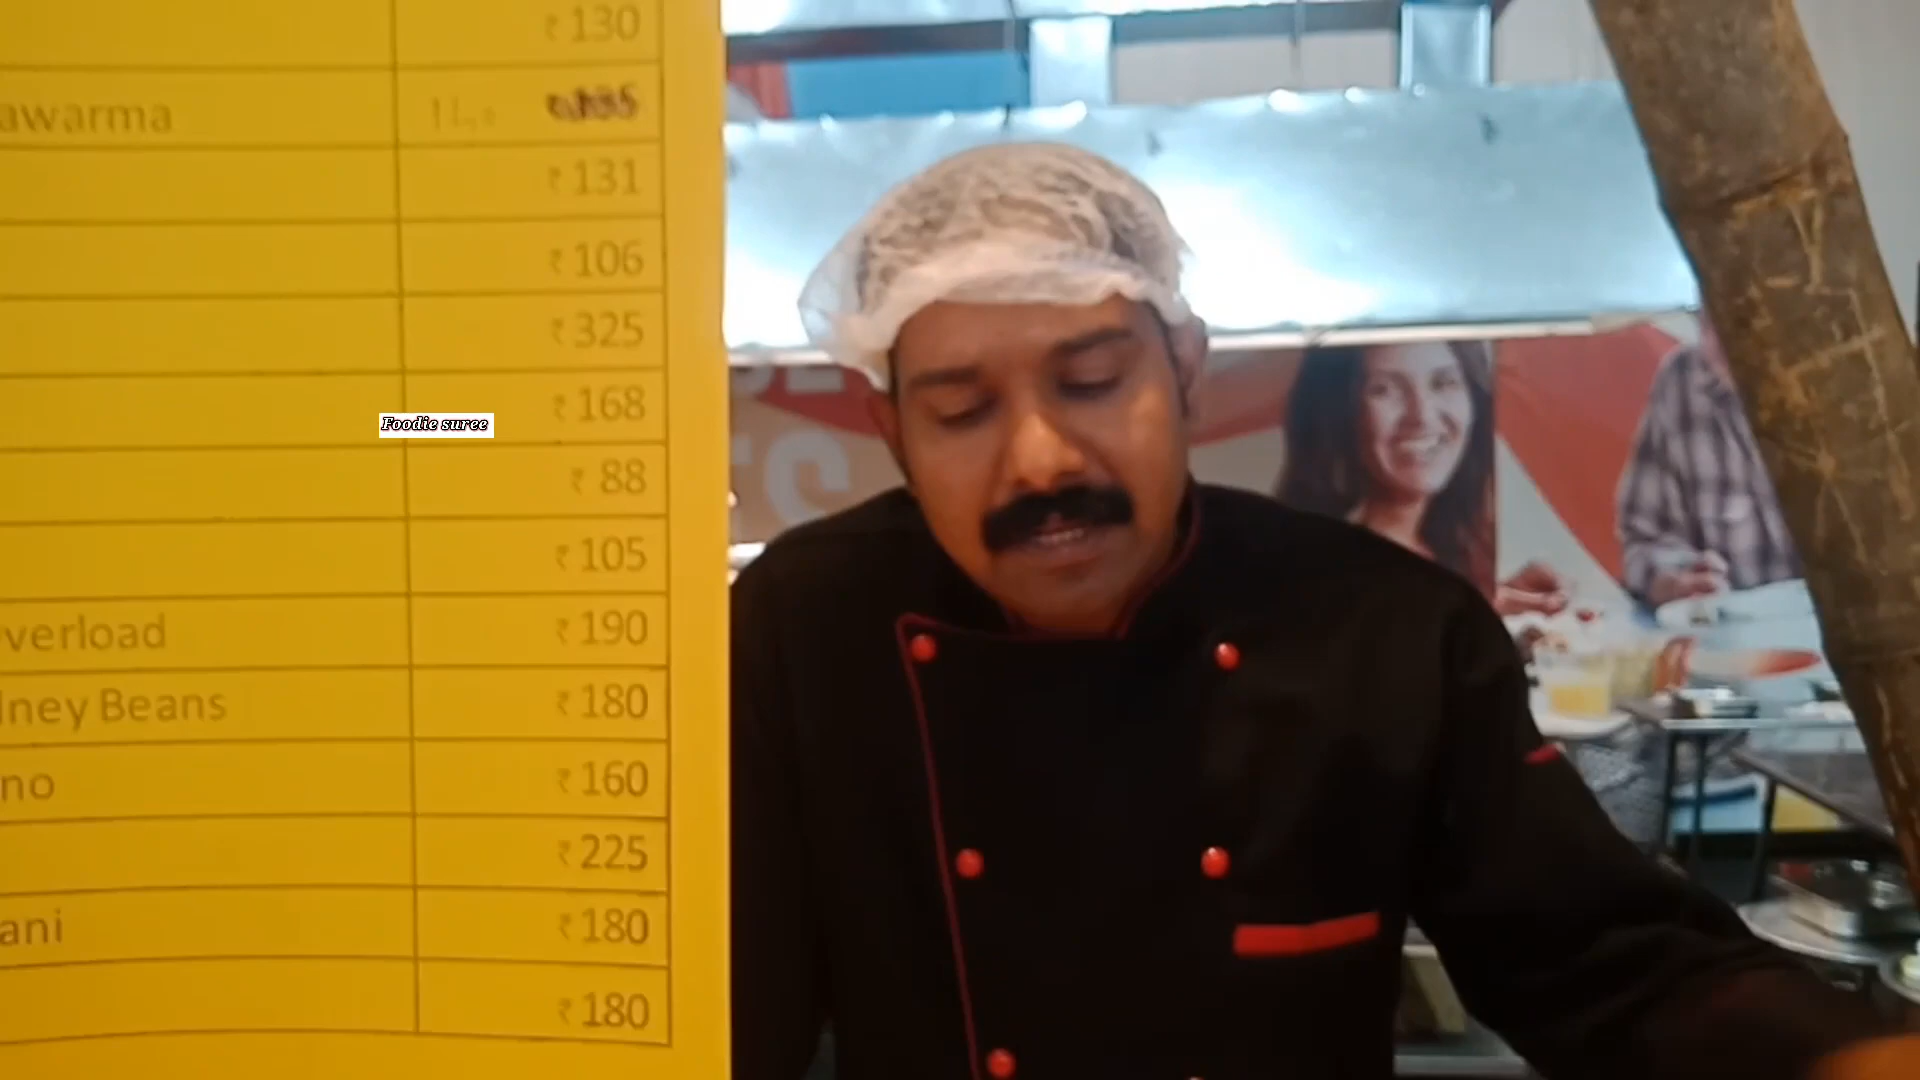 ₹ 130
awarma
₹ 131
₹ 106
₹ 325
₹ 168
Foodie suree
₹ 88
₹ 105
verload ₹ 190
dney Beans ₹ 180
no ₹ 160
₹ 225
ani ₹ 180
₹ 180